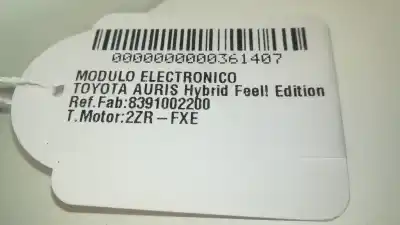 0000000000361407
MODULO ELECTRONICO
TOYOTA AURIS Hybrid Feel! Edition
Ref.Fab:8391002200
T.Motor:2ZR-FXE